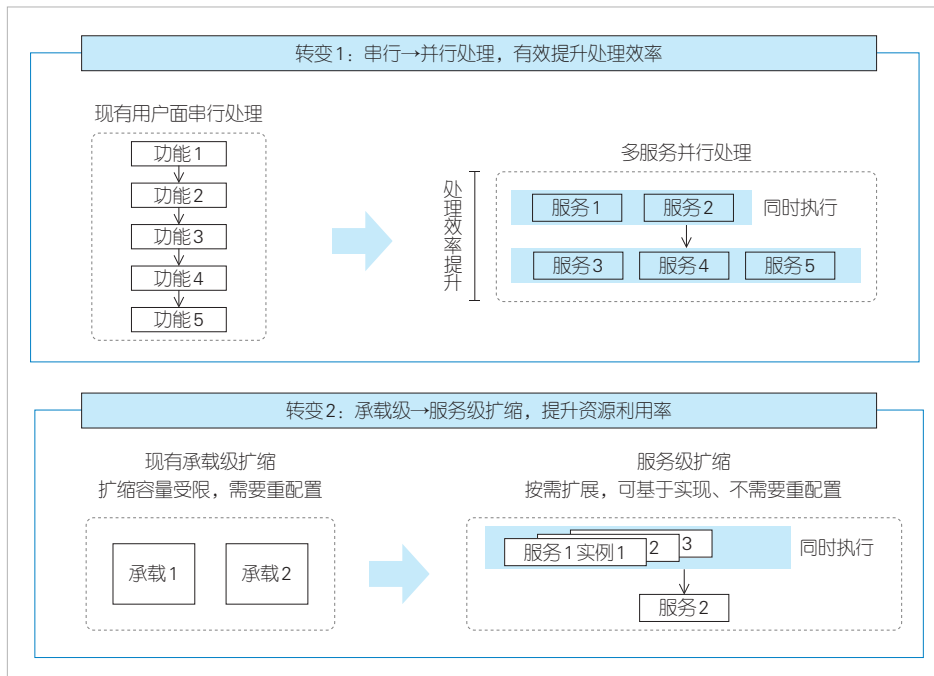 转变1：串行→并行处理，有效提升处理效率
现有用户面串行处理
功能1
功能2
功能3
功能4
功能5
处理效率提升
多服务并行处理
服务1
服务2
同时执行
服务3
服务4
服务5
转变2：承载级→服务级扩缩，提升资源利用率
现有承载级扩缩
扩缩容量受限，需要重配置
承载1
承载2
服务级扩缩
按需扩展，可基于实现、不需要重配置
服务1实例1
2
3
同时执行
服务2